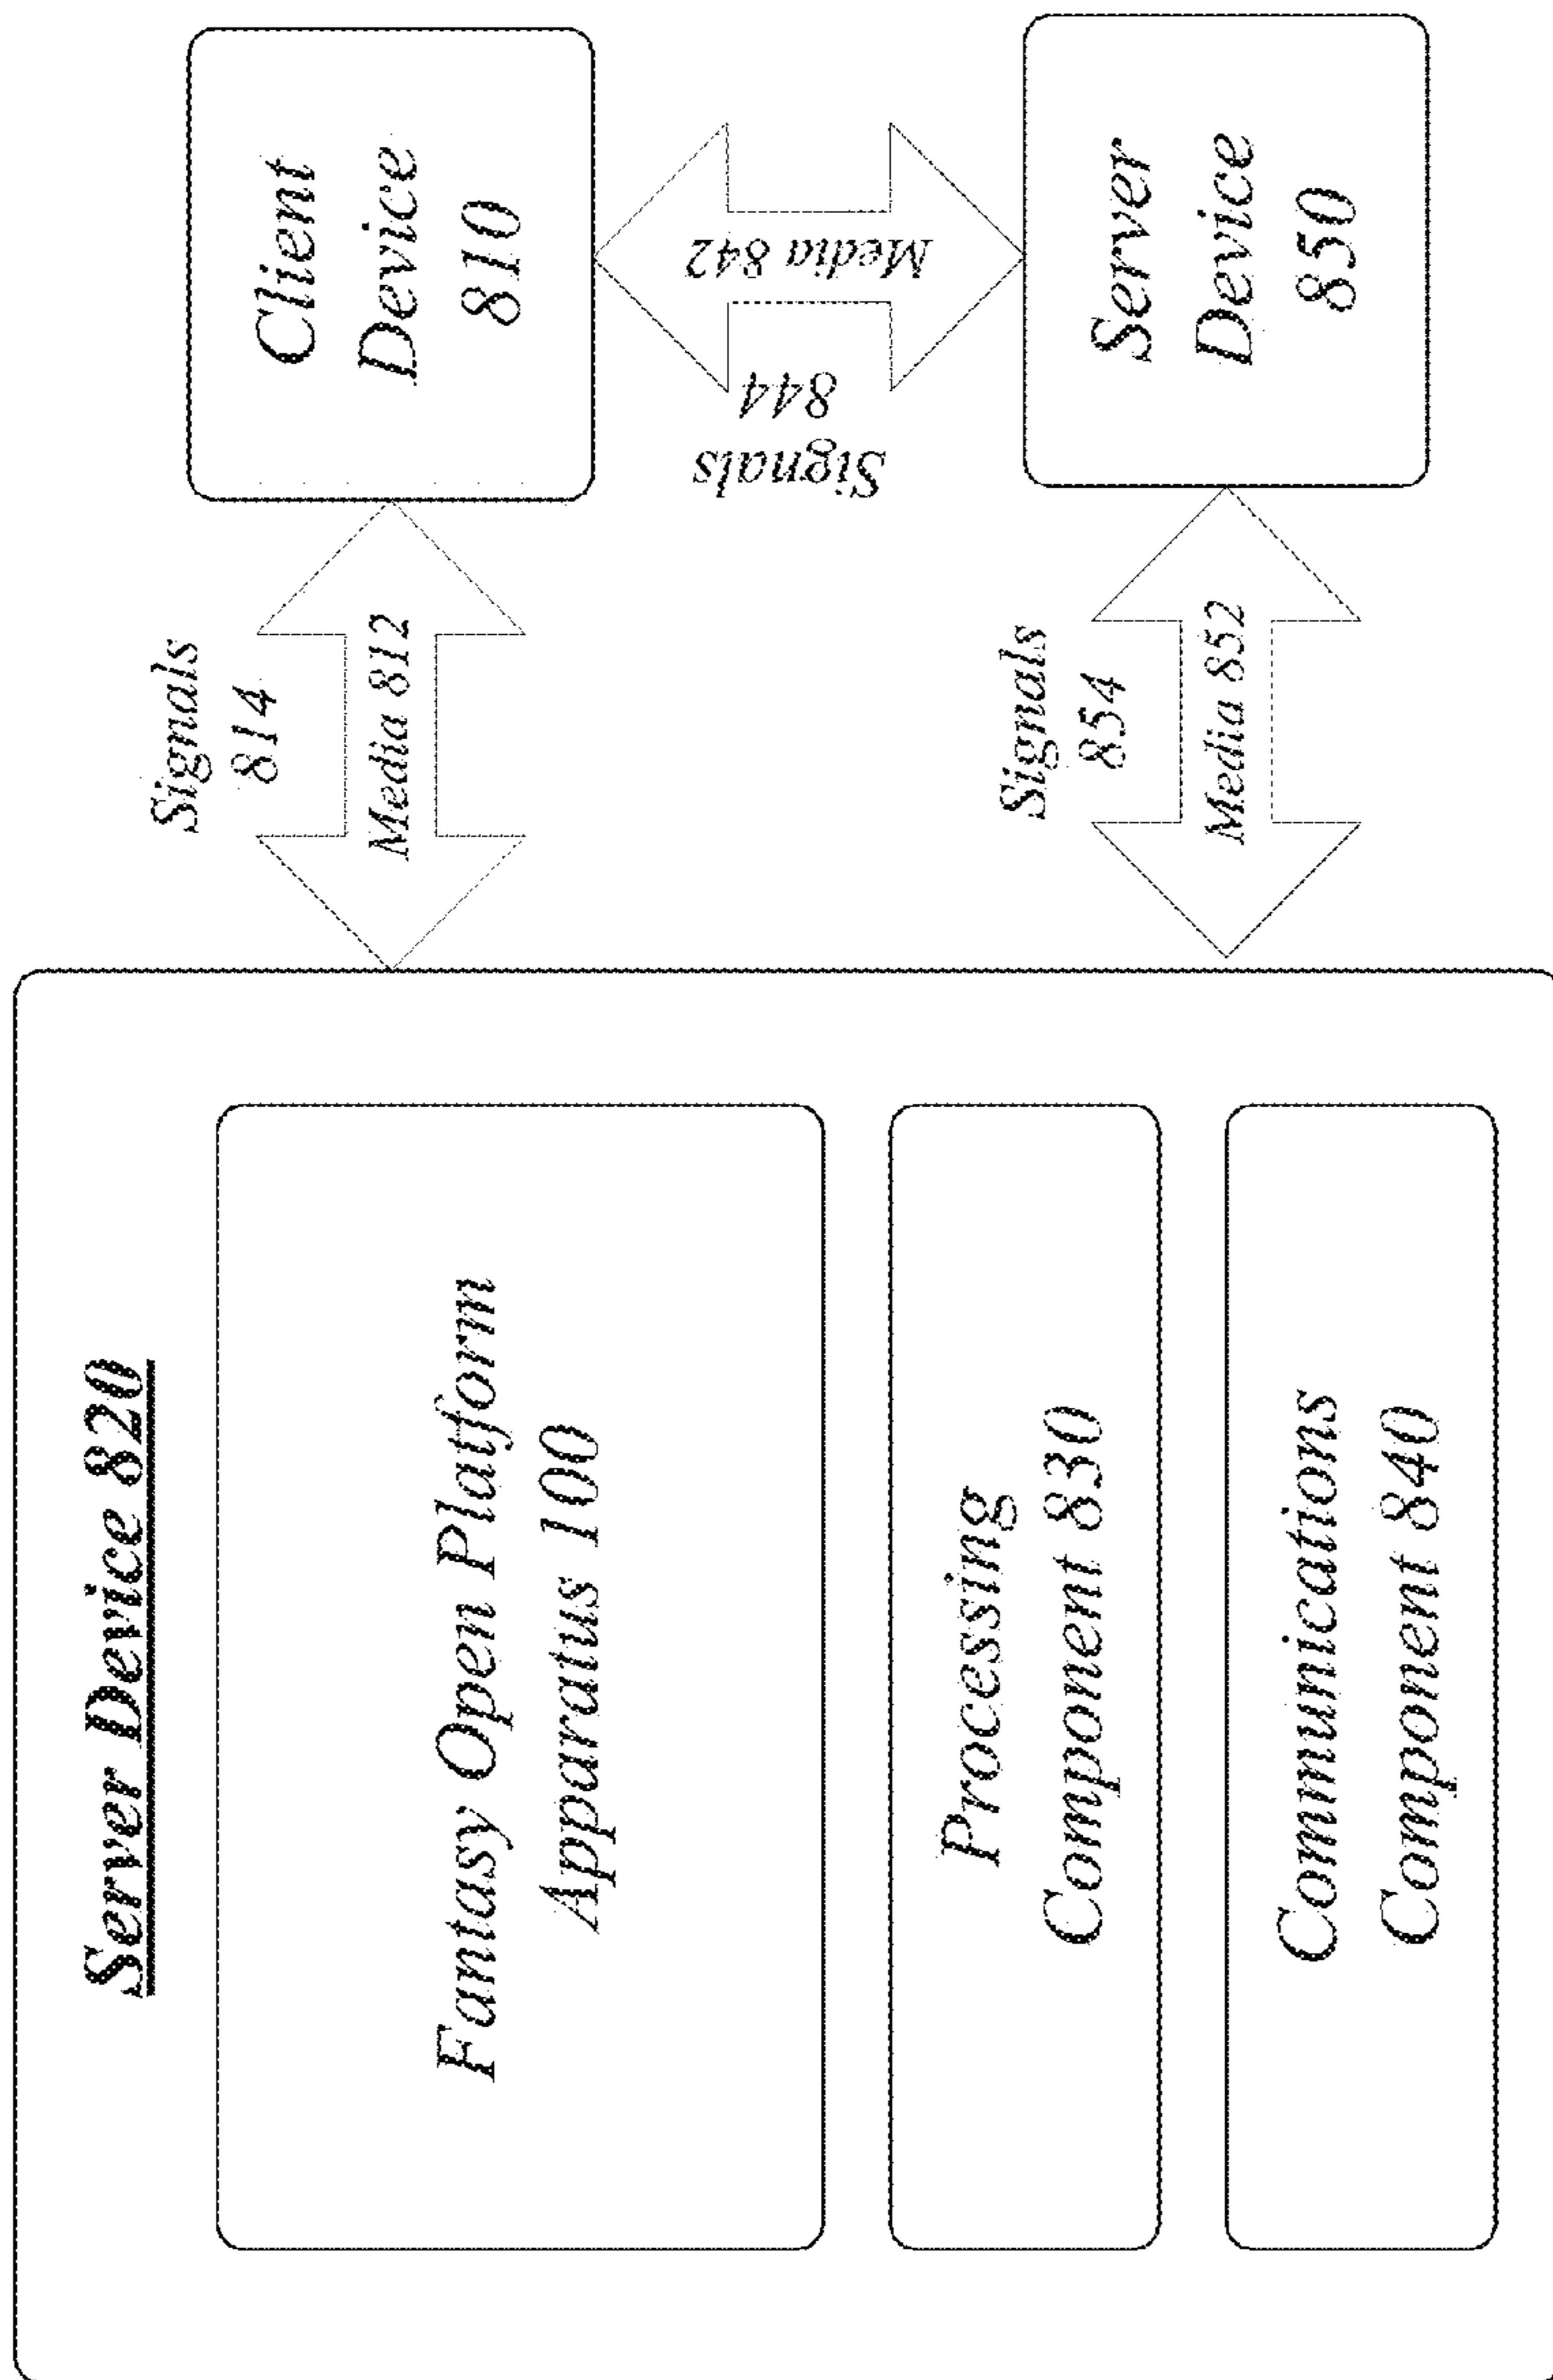 Server Device 820
Fantasy Open Platform
Apparatus 100
Processing
Component 830
Communications
Component 840
Signals
814
Media 812
Signals
854
Media 852
Client
Device
810
Signals
844
Media 842
Server
Device
850